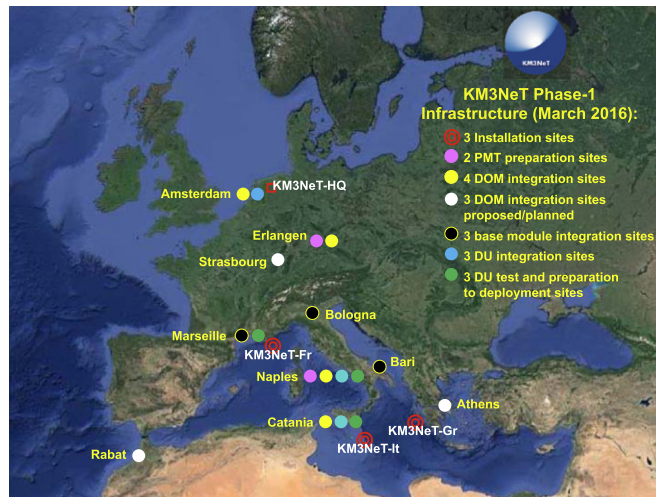 KM3NeT
KM3NeT Phase-1
Infrastructure (March 2016):
3 Installation sites
2 PMT preparation sites
4 DOM integration sites
3 DOM integration sites
proposed/planned
3 base module integration sites
3 DU integration sites
3 DU test and preparation
to deployment sites
Amsterdam
KM3NeT-HQ
Erlangen
Strasbourg
Bologna
Marseille
KM3NeT-Fr
Bari
Naples
Athens
Catania
KM3NeT-Gr
KM3NeT-It
Rabat